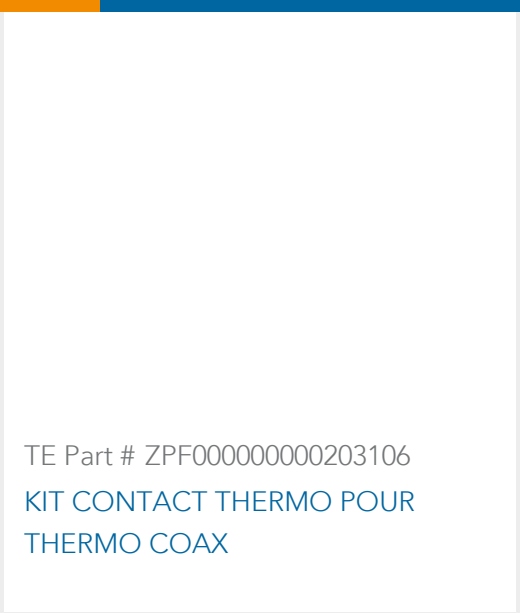 TE Part # ZPF000000000203106
KIT CONTACT THERMO POUR
THERMO COAX